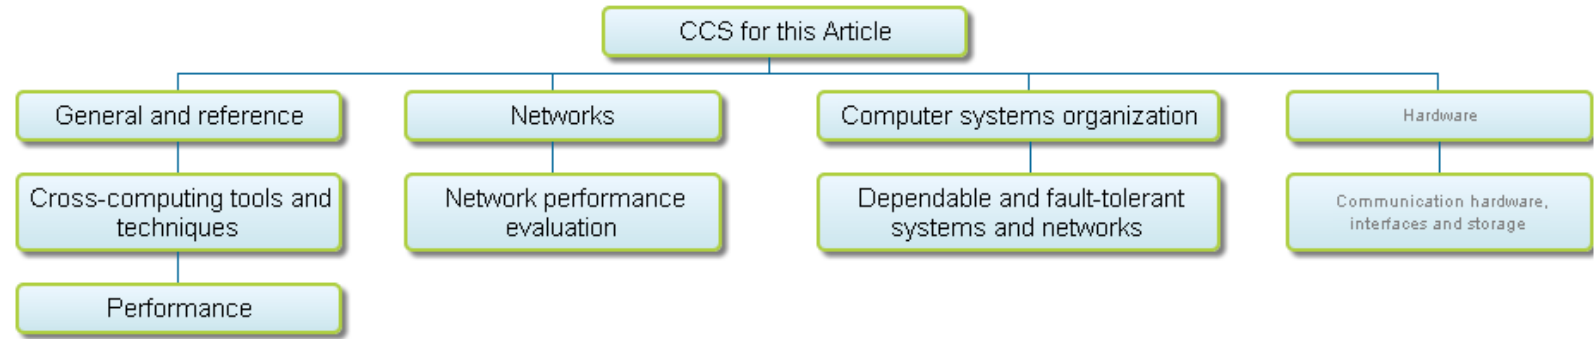 CCS for this Article
General and reference
Networks
Computer systems organization
Hardware
Cross-computing tools and
techniques
Network performance
evaluation
Dependable and fault-tolerant
systems and networks
Communication hardware,
interfaces and storage
Performance